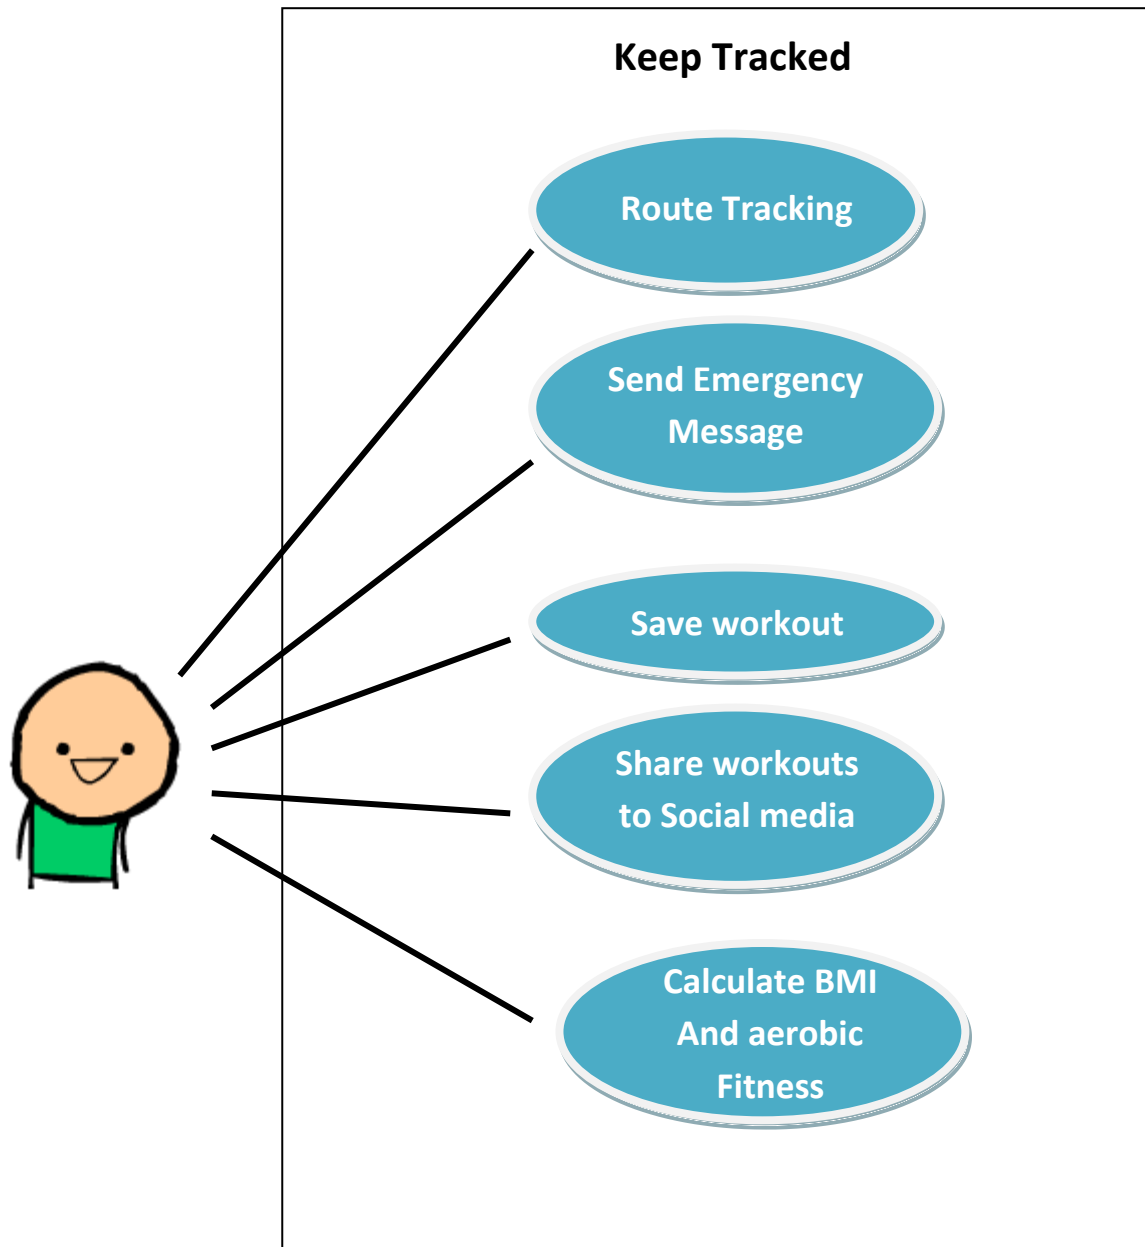 Keep Tracked
Route Tracking
Send Emergency
Message
Save workout
Share workouts
to Social media
Calculate BMI
And aerobic
Fitness